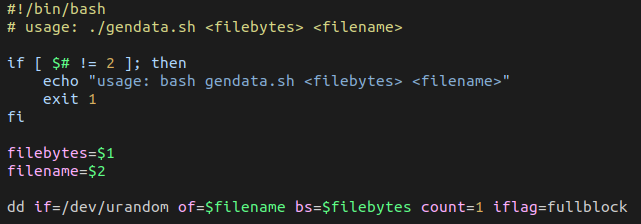 #!/bin/bash
# usage: ./gendata.sh <filebytes> <filename>
if [ $# != 2 ]; then
    echo "usage: bash gendata.sh <filebytes> <filename>"
    exit 1
fi
filebytes=$1
filename=$2
dd if=/dev/urandom of=$filename bs=$filebytes count=1 iflag=fullblock